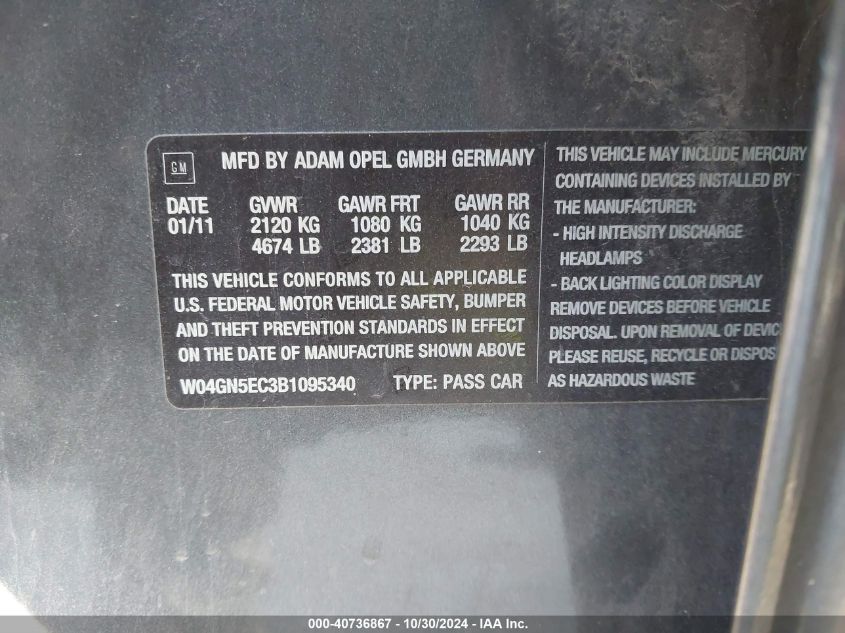 GM
MFD BY ADAM OPEL GMBH GERMANY
DATE GVWR GAWR FRT GAWR RR
01/11 2120 KG 1080 KG 1040 KG
4674 LB 2381 LB 2293 LB
THIS VEHICLE CONFORMS TO ALL APPLICABLE
U.S. FEDERAL MOTOR VEHICLE SAFETY, BUMPER
AND THEFT PREVENTION STANDARDS IN EFFECT
ON THE DATE OF MANUFACTURE SHOWN ABOVE
W04GN5EC3B1095340 TYPE: PASS CAR
THIS VEHICLE MAY INCLUDE MERCURY
CONTAINING DEVICES INSTALLED BY
THE MANUFACTURER:
- HIGH INTENSITY DISCHARGE
HEADLAMPS
- BACK LIGHTING COLOR DISPLAY
REMOVE DEVICES BEFORE VEHICLE
DISPOSAL. UPON REMOVAL OF DEVIC
PLEASE REUSE, RECYCLE OR DISPOS
AS HAZARDOUS WASTE
000-40736867 - 10/30/2024 - IAA Inc.